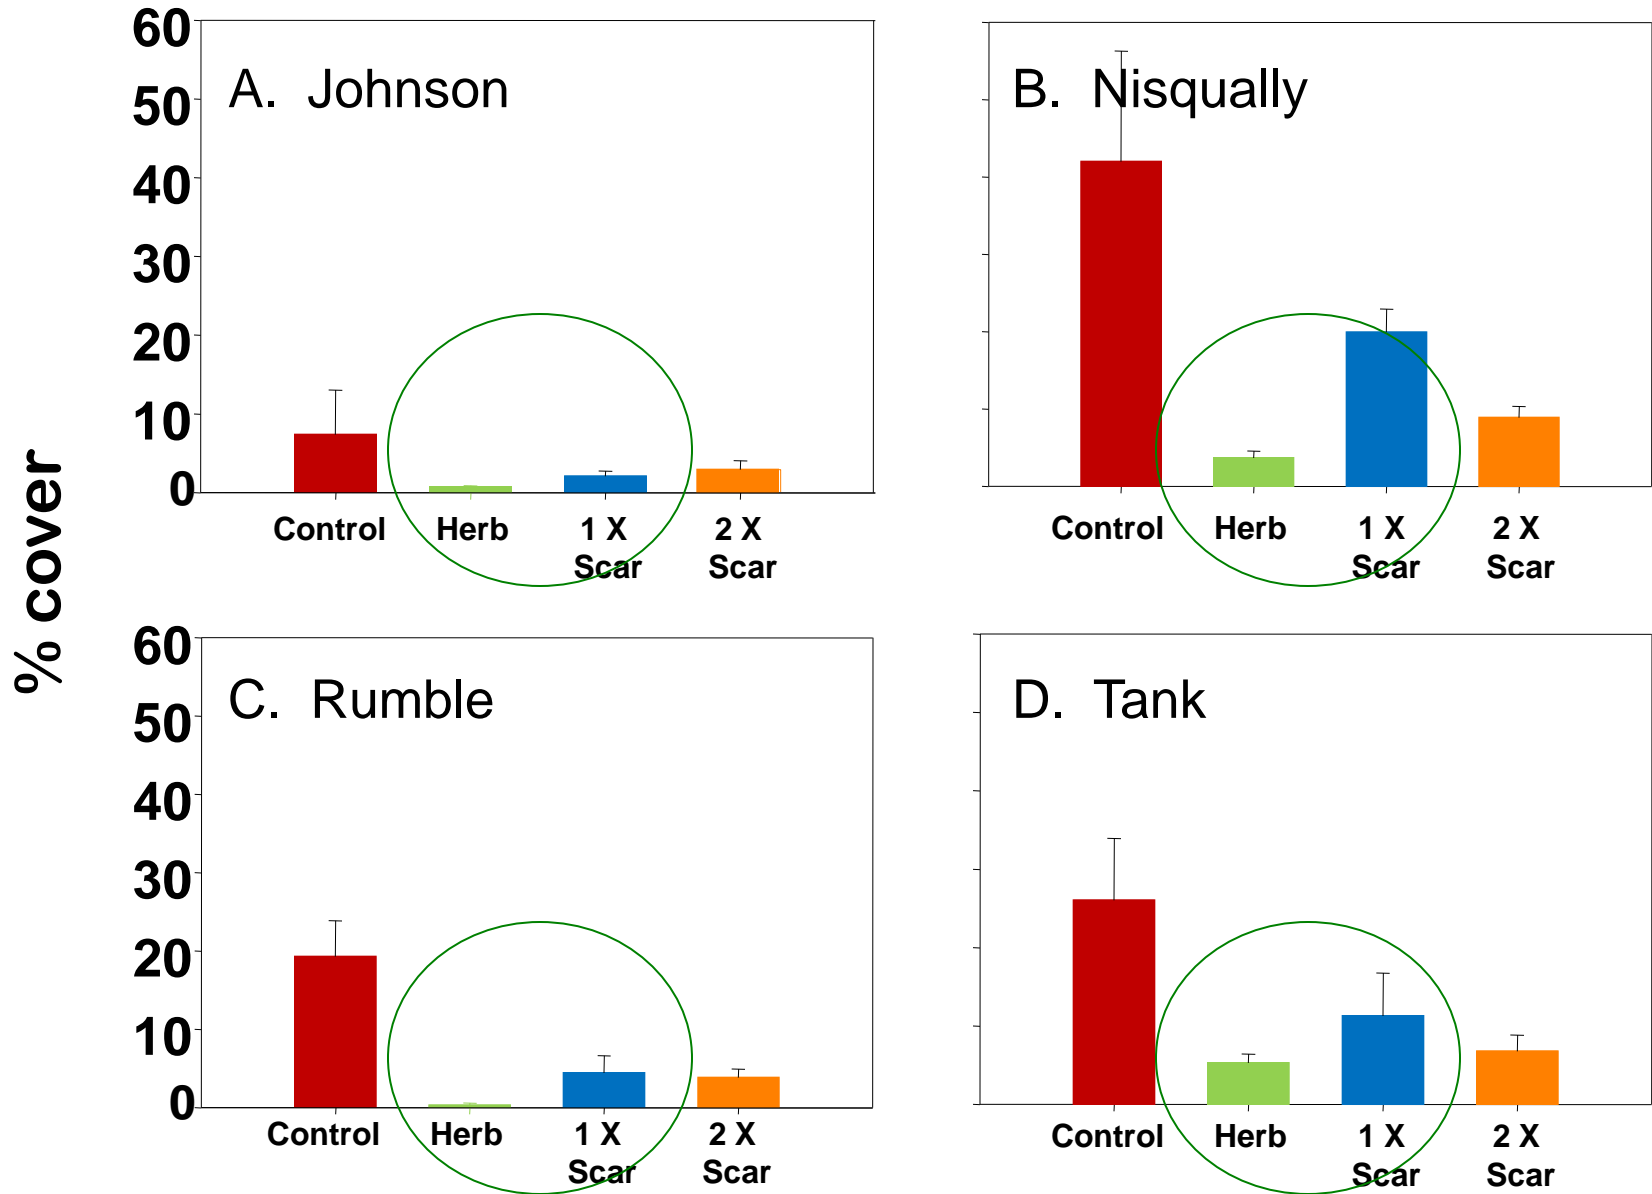 % cover
A. Johnson
60
50
40
30
20
10
0
Control Herb 1 X 2 X
Scar Scar
B. Nisqually
Control Herb 1 X 2 X
Scar Scar
C. Rumble
60
50
40
30
20
10
0
Control Herb 1 X 2 X
Scar Scar
D. Tank
Control Herb 1 X 2 X
Scar Scar